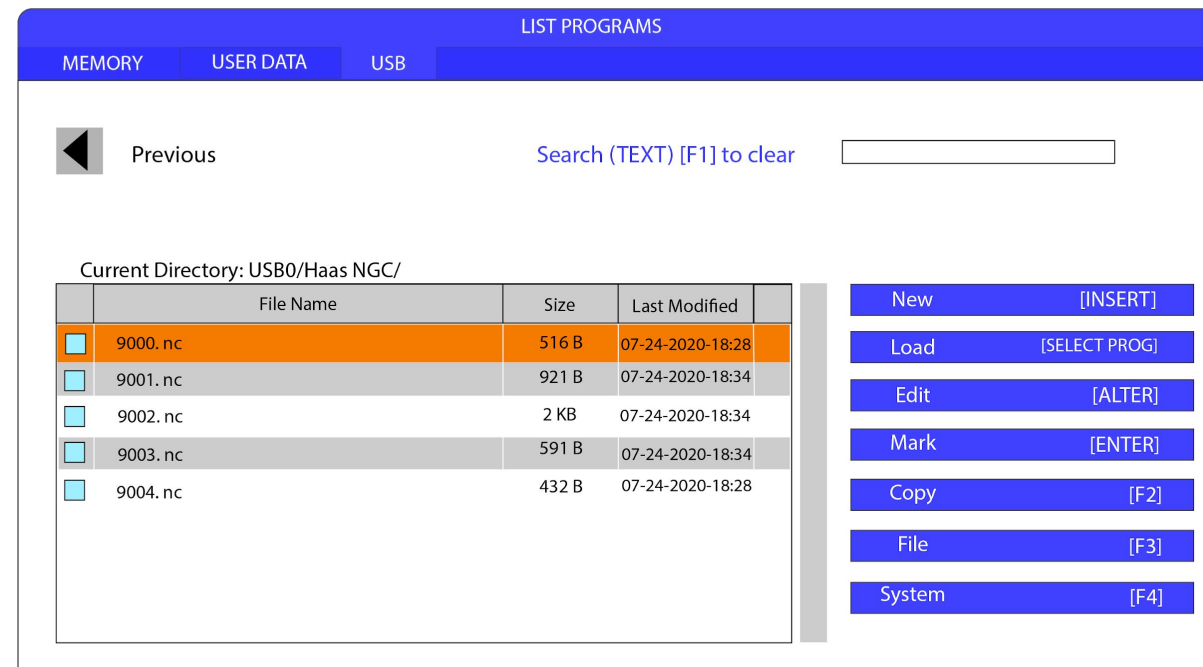 LIST PROGRAMS
MEMORY USER DATA USB
Previous Search (TEXT) [F1] to clear
Current Directory: USB0/Haas NGC/
File Name Size Last Modified
9000. nc 516 B 07-24-2020-18:28
9001. nc 921 B 07-24-2020-18:34
9002. nc 2 KB 07-24-2020-18:34
9003. nc 591 B 07-24-2020-18:34
9004. nc 432 B 07-24-2020-18:28
New [INSERT]
Load [SELECT PROG]
Edit [ALTER]
Mark [ENTER]
Copy [F2]
File [F3]
System [F4]